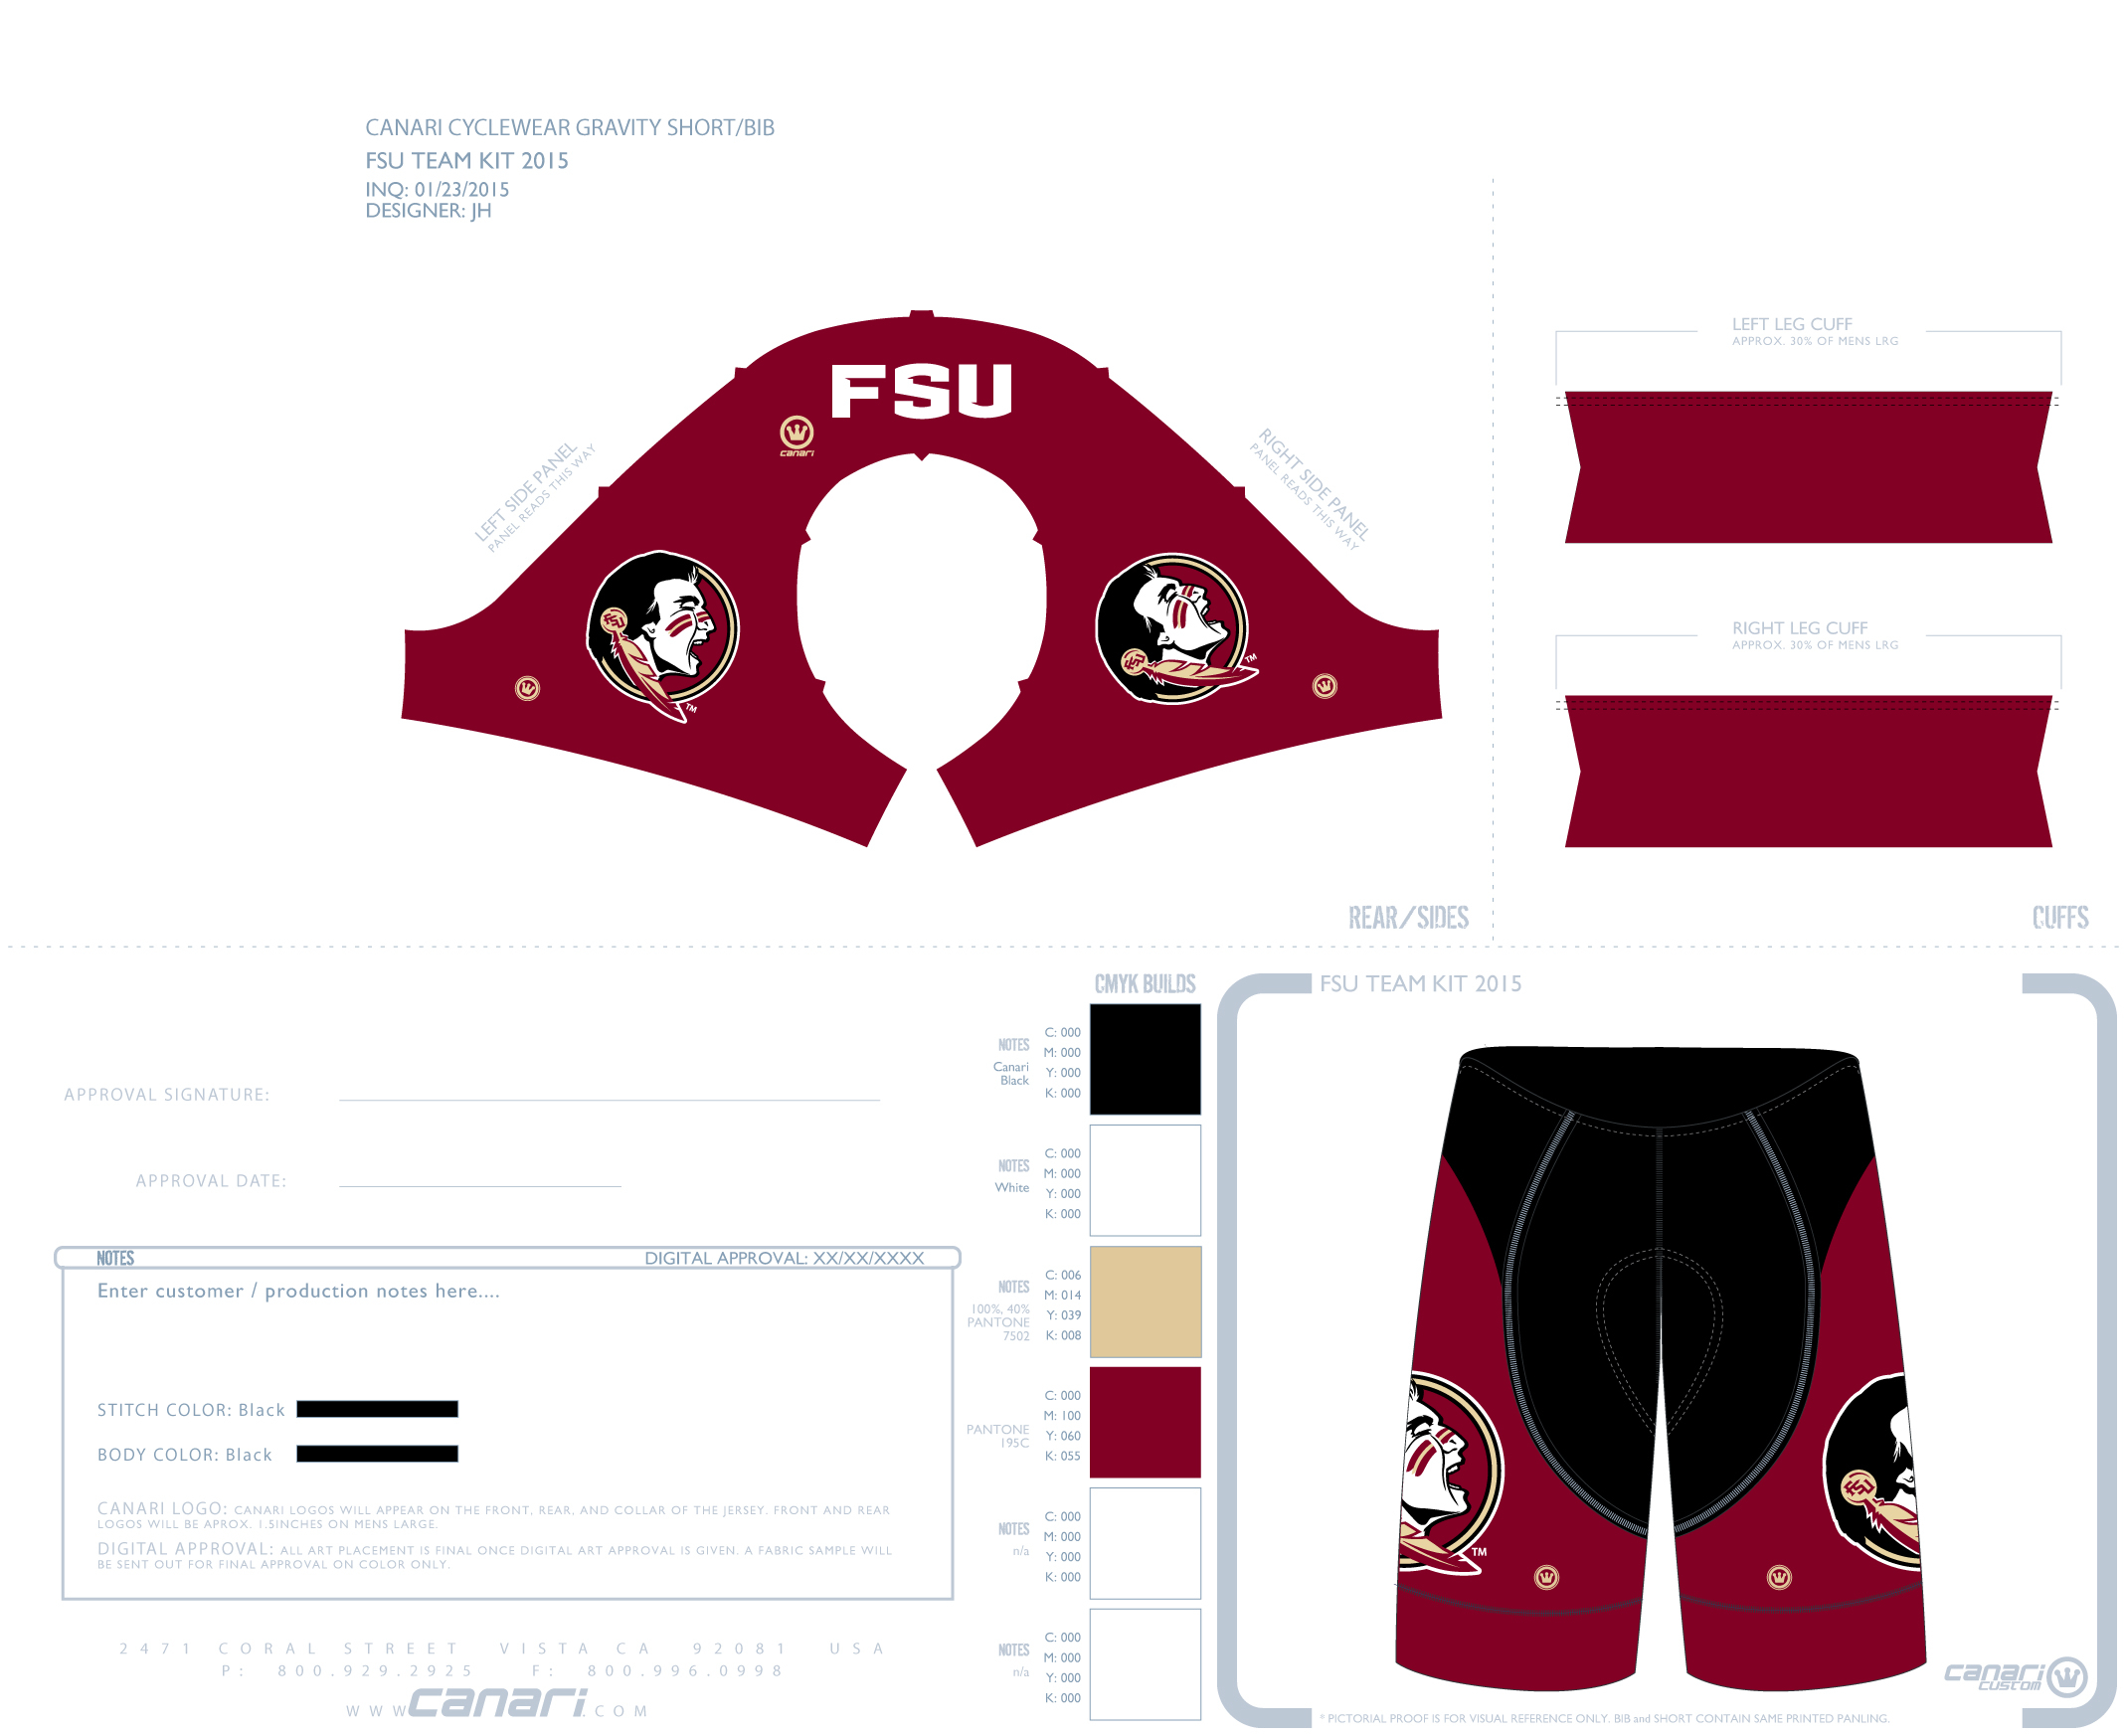 CANARI CYCLEWEAR GRAVITY SHORT/BIB
FSU TEAM KIT 2015
INQ: 01/23/2015
DESIGNER: JH
FSU
canari
LEFT SIDE PANEL
PANEL READS THIS WAY
RIGHT SIDE PANEL
PANEL READS THIS WAY
FSU
TM
FSU
TM
REAR/SIDES
LEFT LEG CUFF
APPROX. 30% OF MENS LRG
RIGHT LEG CUFF
APPROX. 30% OF MENS LRG
CUFFS
APPROVAL SIGNATURE:
APPROVAL DATE:
NOTES DIGITAL APPROVAL: XX/XX/XXXX
Enter customer / production notes here....
STITCH COLOR: Black
BODY COLOR: Black
CANARI LOGO: CANARI LOGOS WILL APPEAR ON THE FRONT, REAR, AND COLLAR OF THE JERSEY. FRONT AND REAR
LOGOS WILL BE APROX. 1.5INCHES ON MENS LARGE.
DIGITAL APPROVAL: ALL ART PLACEMENT IS FINAL ONCE DIGITAL ART APPROVAL IS GIVEN. A FABRIC SAMPLE WILL
BE SENT OUT FOR FINAL APPROVAL ON COLOR ONLY.
2471 CORAL STREET VISTA CA 92081 USA
P: 800.929.2925 F: 800.996.0998
WWW.canari.COM
CMYK BUILDS
NOTES
Canari
Black
C: 000
M: 000
Y: 000
K: 000
NOTES
White
C: 000
M: 000
Y: 000
K: 000
NOTES
100%, 40%
PANTONE
7502
C: 006
M: 014
Y: 039
K: 008
PANTONE
195C
C: 000
M: 100
Y: 060
K: 055
NOTES
n/a
C: 000
M: 000
Y: 000
K: 000
NOTES
n/a
C: 000
M: 000
Y: 000
K: 000
FSU TEAM KIT 2015
TM
FSU
canari
CUSTOM
* PICTORIAL PROOF IS FOR VISUAL REFERENCE ONLY. BIB and SHORT CONTAIN SAME PRINTED PANLING.